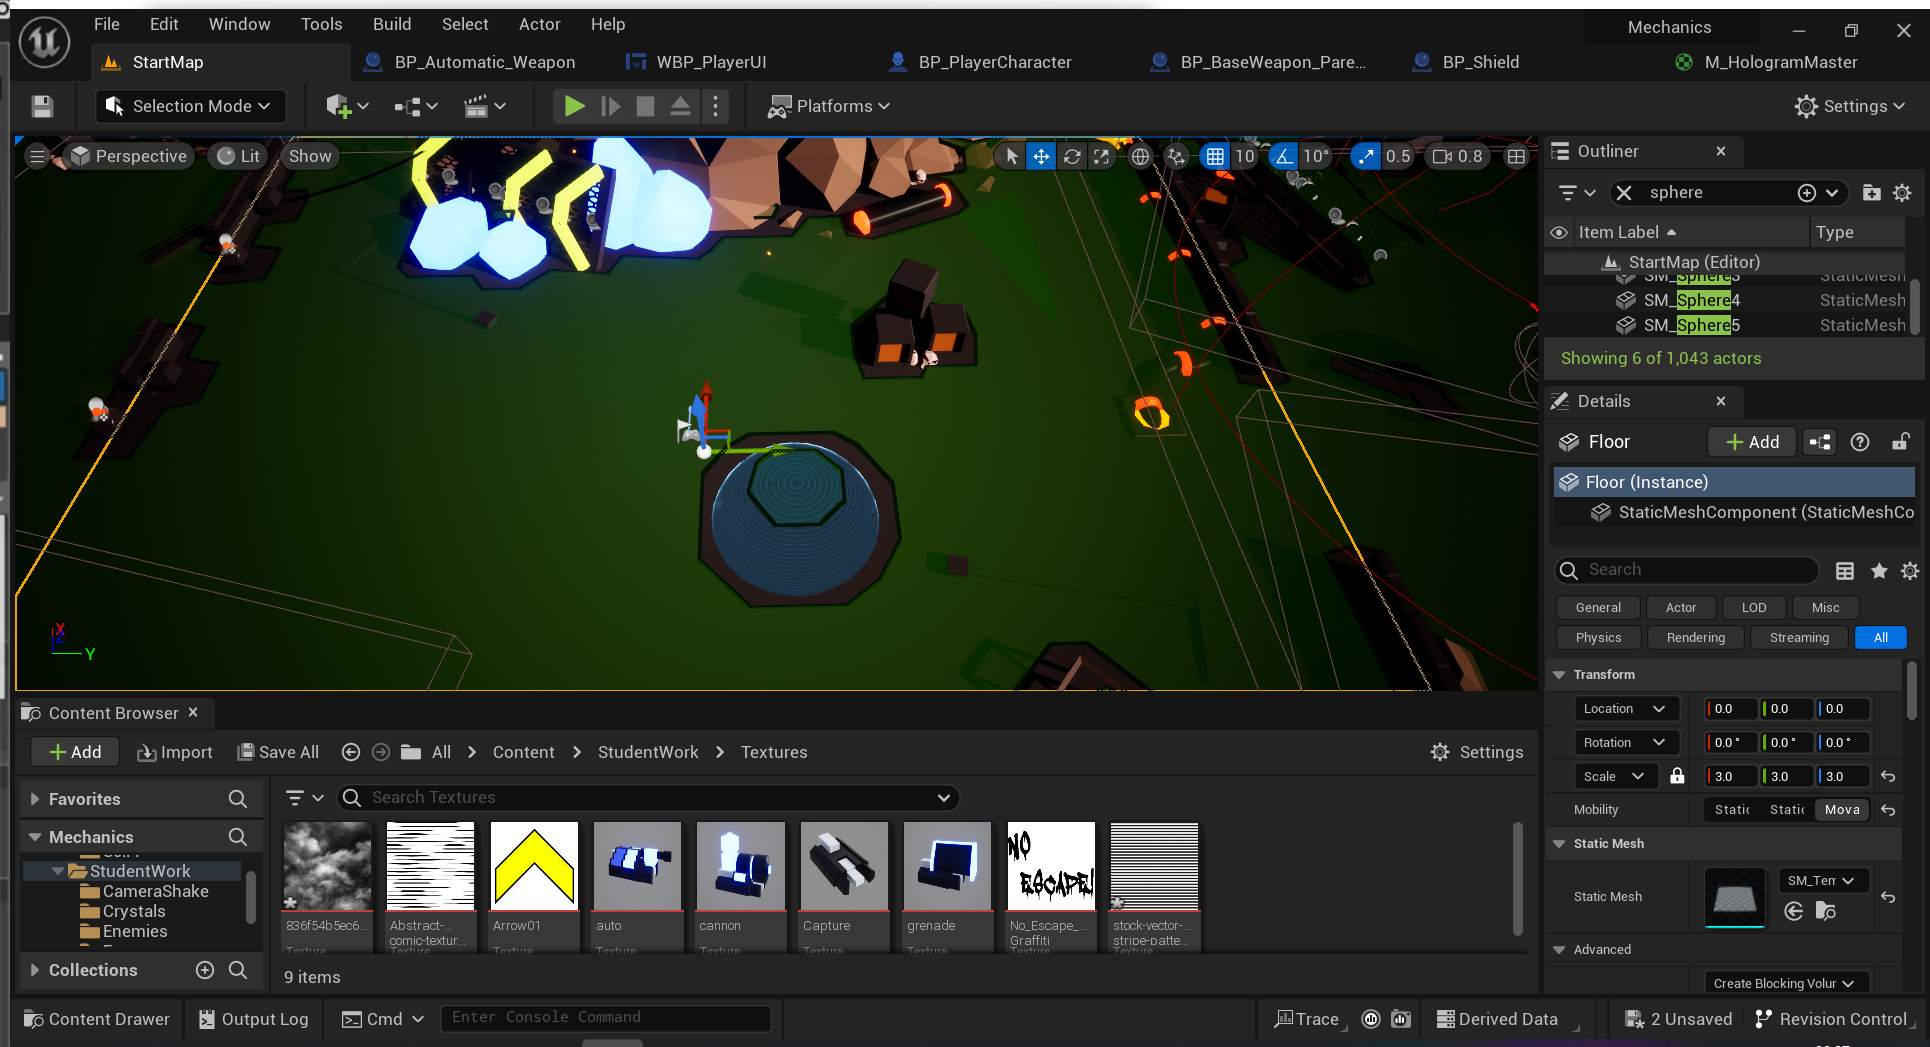 File Edit Window Tools Build Select Actor Help
Mechanics
StartMap
BP_Automatic_Weapon
WBP_PlayerUI
BP_PlayerCharacter
BP_BaseWeapon_Pare...
BP_Shield
M_HologramMaster
Selection Mode
Platforms
Settings
Perspective
Lit
Show
10
10°
0.5
0.8
X
Z
Y
Outliner
sphere
Item Label
Type
StartMap (Editor)
SM_Sphere3 StaticMesh
SM_Sphere4 StaticMesh
SM_Sphere5 StaticMesh
Showing 6 of 1,043 actors
Details
Floor
Add
Floor (Instance)
StaticMeshComponent (StaticMeshCo
Search
General Actor LOD Misc
Physics Rendering Streaming All
Transform
Location 0.0 0.0 0.0
Rotation 0.0° 0.0° 0.0°
Scale 3.0 3.0 3.0
Mobility Static Static Mova
Static Mesh
Static Mesh SM_Tem
Advanced
Create Blocking Volur
Content Browser
Add
Import
Save All
All
Content
StudentWork
Textures
Settings
Favorites
Mechanics
StudentWork
CameraShake
Crystals
Enemies
Collections
Search Textures
NO
ESCAPE!
836f54b5ec6...
Texture
Abstract-...
comic-textur...
Texture
Arrow01
Texture
auto
Texture
cannon
Texture
Capture
Texture
grenade
Texture
No_Escape_...
Graffiti
Texture
stock-vector-...
stripe-patte...
Texture
9 items
Content Drawer
Output Log
Cmd
Enter Console Command
Trace
Derived Data
2 Unsaved
Revision Control